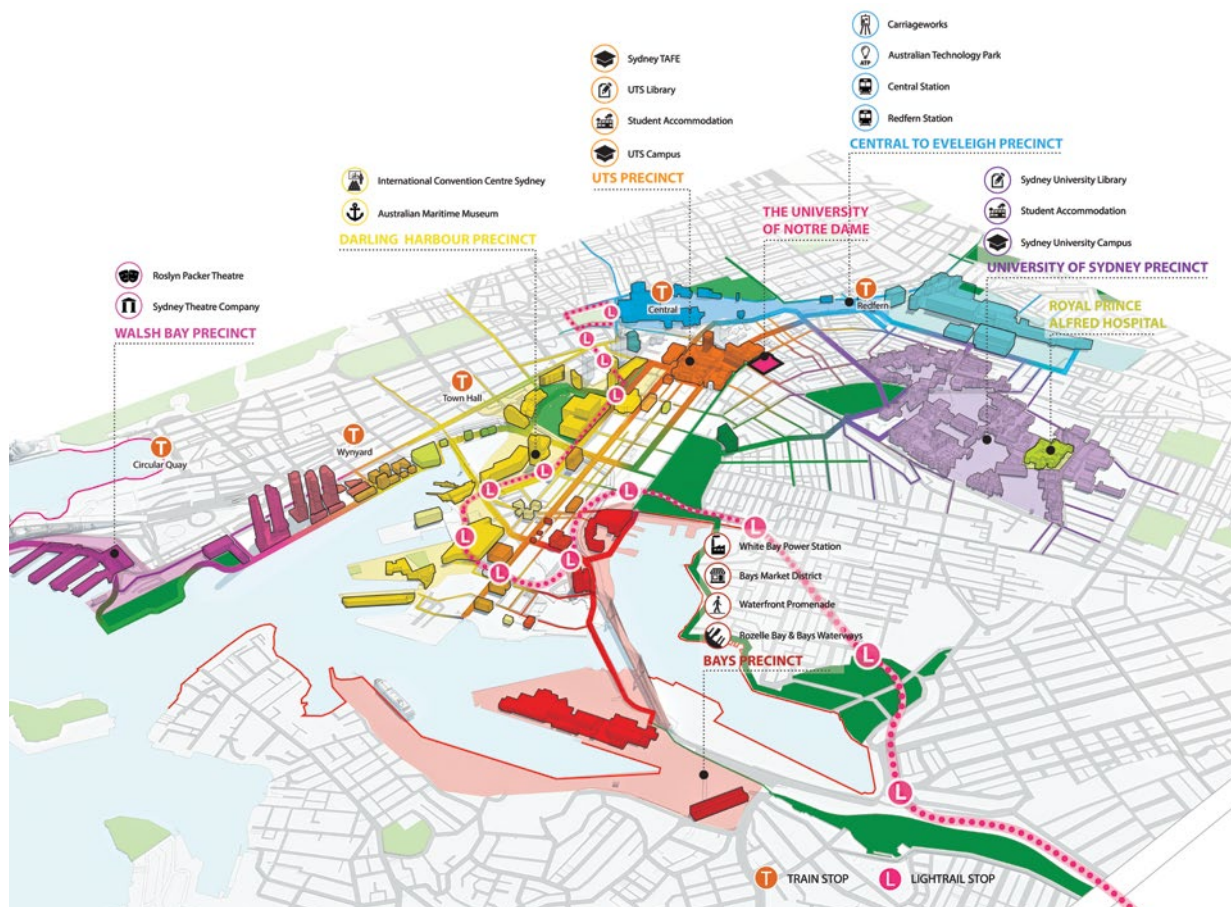 Carriageworks
Australian Technology Park
ATP
Central Station
Redfern Station
CENTRAL TO EVELEIGH PRECINCT
Sydney TAFE
UTS Library
Student Accommodation
UTS Campus
UTS PRECINCT
International Convention Centre Sydney
Australian Maritime Museum
DARLING HARBOUR PRECINCT
THE UNIVERSITY
OF NOTRE DAME
Sydney University Library
Student Accommodation
Sydney University Campus
UNIVERSITY OF SYDNEY PRECINCT
ROYAL PRINCE
ALFRED HOSPITAL
Roslyn Packer Theatre
Sydney Theatre Company
WALSH BAY PRECINCT
T
Central
T
Redfern
T
Town Hall
T
Wynyard
T
Circular Quay
L
L
L
L
L
L
L
L
L
L
L
L
L
White Bay Power Station
Bays Market District
Waterfront Promenade
Rozelle Bay & Bays Waterways
BAYS PRECINCT
T TRAIN STOP
L LIGHTRAIL STOP